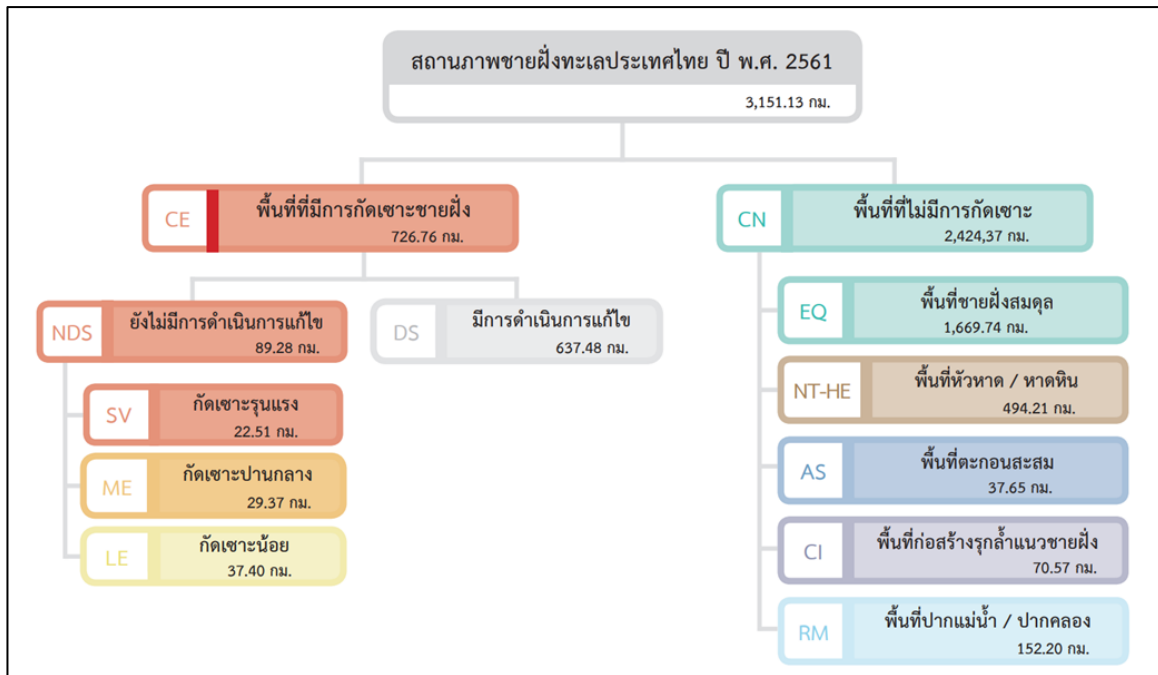 สถานภาพชายฝั่งทะเลประเทศไทย ปี พ.ศ. 2561
3,151.13 กม.
CE
พื้นที่ที่มีการกัดเซาะชายฝั่ง
726.76 กม.
CN
พื้นที่ที่ไม่มีการกัดเซาะ
2,424,37 กม.
NDS
ยังไม่มีการดำเนินการแก้ไข
89.28 กม.
DS
มีการดำเนินการแก้ไข
637.48 กม.
SV
กัดเซาะรุนแรง
22.51 กม.
ME
กัดเซาะปานกลาง
29.37 กม.
LE
กัดเซาะน้อย
37.40 กม.
EQ
พื้นที่ชายฝั่งสมดุล
1,669.74 กม.
NT-HE
พื้นที่หัวหาด / หาดหิน
494.21 กม.
AS
พื้นที่ตะกอนสะสม
37.65 กม.
CI
พื้นที่ก่อสร้างรุกล้ำแนวชายฝั่ง
70.57 กม.
RM
พื้นที่ปากแม่น้ำ / ปากคลอง
152.20 กม.